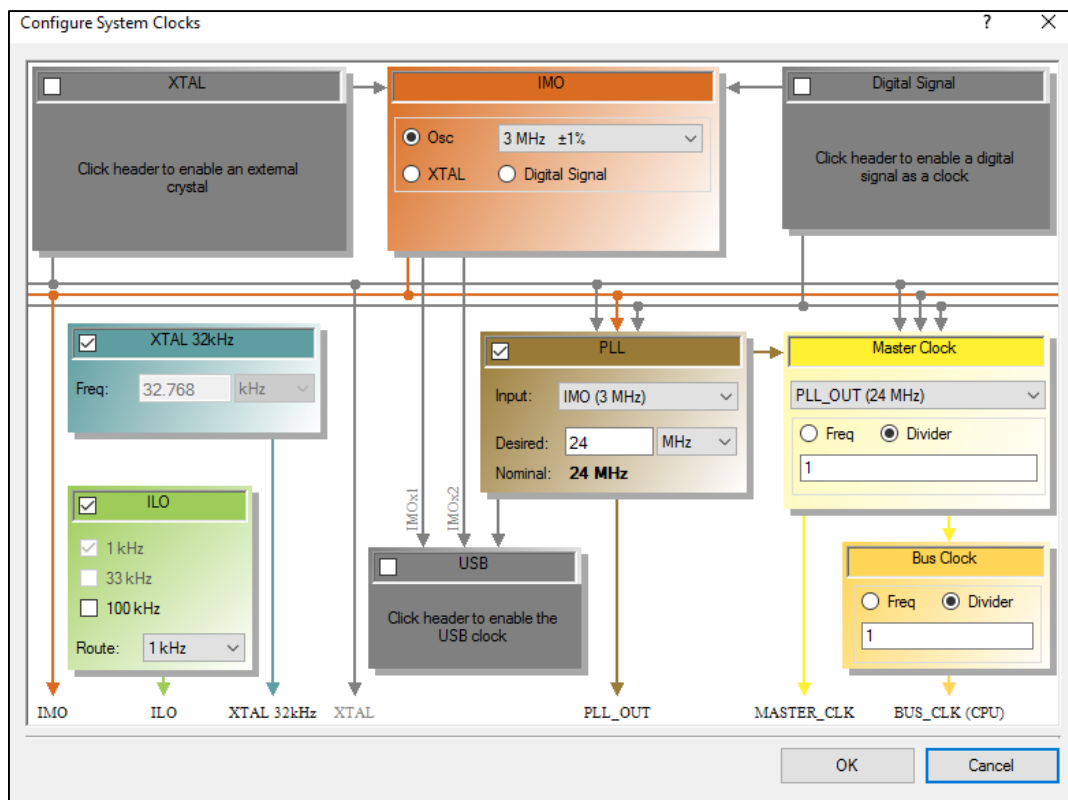 Configure System Clocks
?
XTAL
Click header to enable an external
crystal
IMO
Osc
3 MHz ±1%
XTAL
Digital Signal
Digital Signal
Click header to enable a digital
signal as a clock
XTAL 32kHz
Freq:
32.768
kHz
PLL
Input:
IMO (3 MHz)
Desired:
24
MHz
Nominal:
24 MHz
Master Clock
PLL_OUT (24 MHz)
Freq
Divider
1
ILO
1 kHz
33 kHz
100 kHz
Route:
1 kHz
IMOx1
IMOx2
USB
Click header to enable the
USB clock
Bus Clock
Freq
Divider
1
IMO
ILO
XTAL 32kHz
XTAL
PLL_OUT
MASTER_CLK
BUS_CLK (CPU)
OK
Cancel